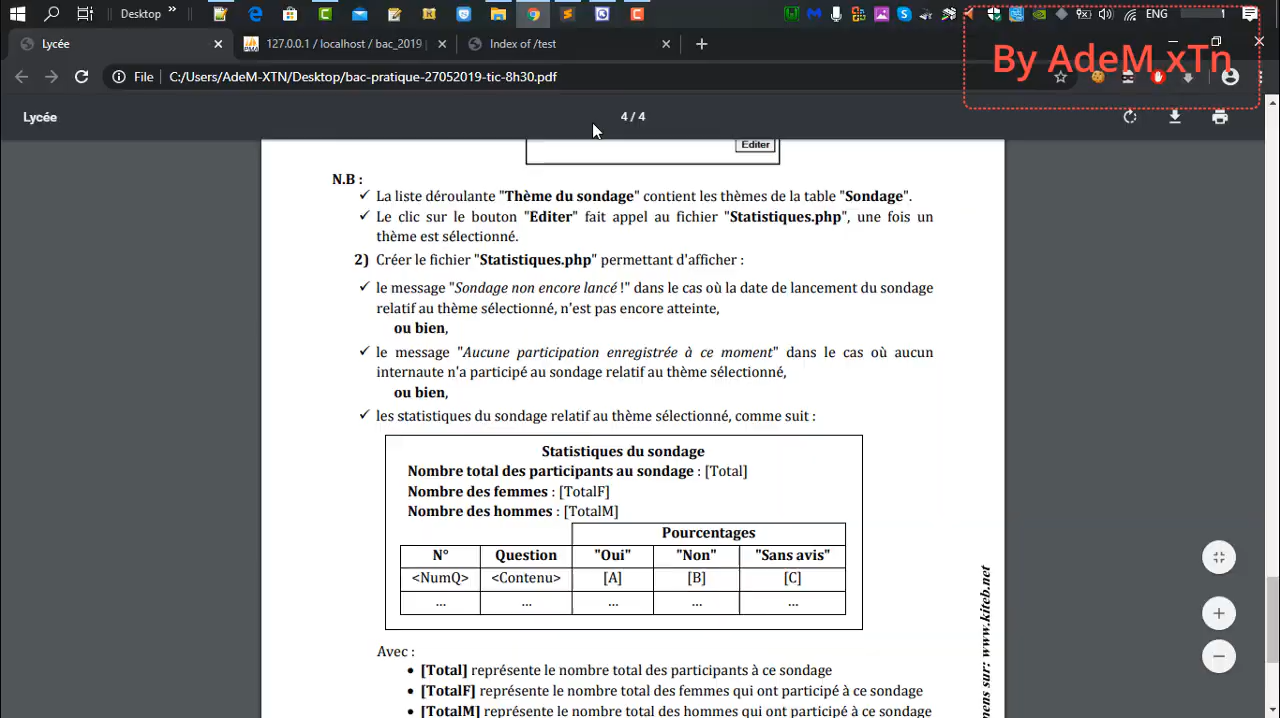 Desktop »
ENG
Lycée
127.0.0.1 / localhost / bac_2019
Index of /test
By AdeM xTn
File C:/Users/AdeM-XTN/Desktop/bac-pratique-27052019-tic-8h30.pdf
Lycée
4 / 4
Editer
N.B :
✓ La liste déroulante "Thème du sondage" contient les thèmes de la table "Sondage".
✓ Le clic sur le bouton "Editer" fait appel au fichier "Statistiques.php", une fois un
thème est sélectionné.
2) Créer le fichier "Statistiques.php" permettant d'afficher :
✓ le message "Sondage non encore lancé !" dans le cas où la date de lancement du sondage
relatif au thème sélectionné, n'est pas encore atteinte,
ou bien,
✓ le message "Aucune participation enregistrée à ce moment" dans le cas où aucun
internaute n'a participé au sondage relatif au thème sélectionné,
ou bien,
✓ les statistiques du sondage relatif au thème sélectionné, comme suit :
Statistiques du sondage
Nombre total des participants au sondage : [Total]
Nombre des femmes : [TotalF]
Nombre des hommes : [TotalM]
Pourcentages
N° Question "Oui" "Non" "Sans avis"
<NumQ> <Contenu> [A] [B] [C]
... ... ... ... ...
Avec :
• [Total] représente le nombre total des participants à ce sondage
• [TotalF] représente le nombre total des femmes qui ont participé à ce sondage
• [TotalM] représente le nombre total des hommes qui ont participé à ce sondage
mens sur: www.kiteb.net